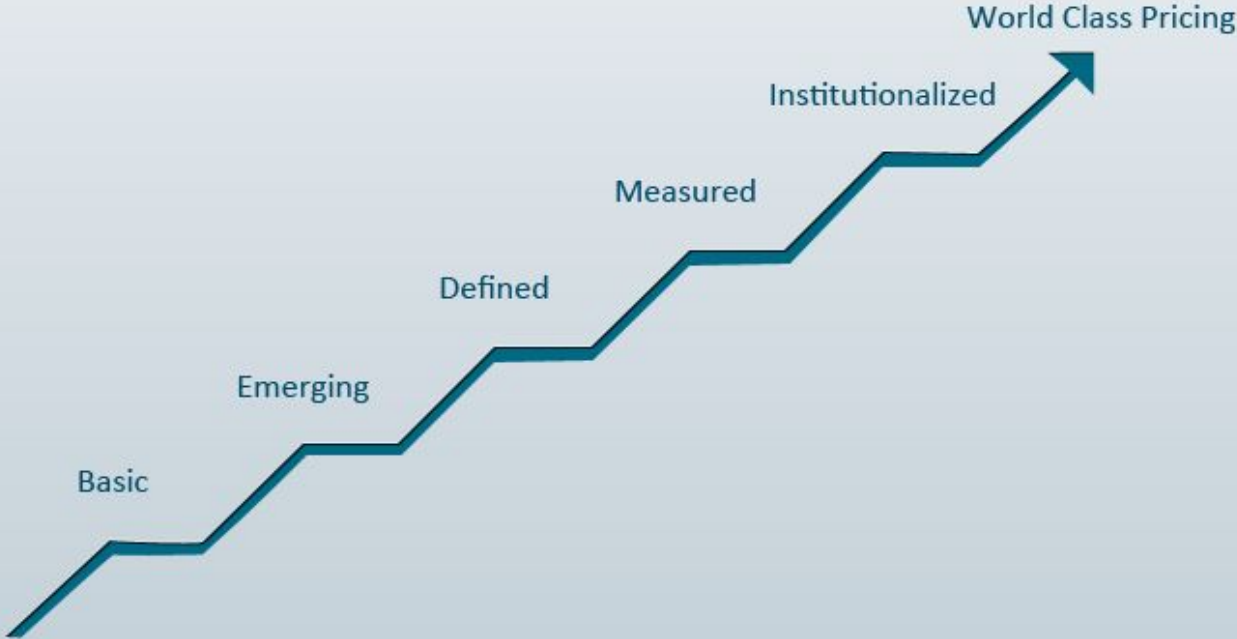 World Class Pricing
Institutionalized
Measured
Defined
Emerging
Basic